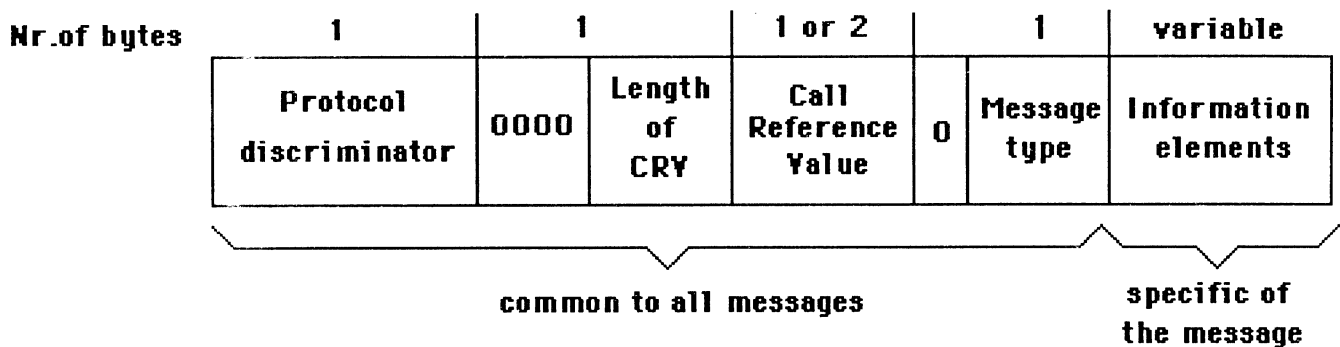 Nr.of bytes 1 1 1 or 2 1 variable
Protocol
discriminator
0000
Length
of
CRV
Call
Reference
Value
0
Message
type
Information
elements
common to all messages
specific of
the message